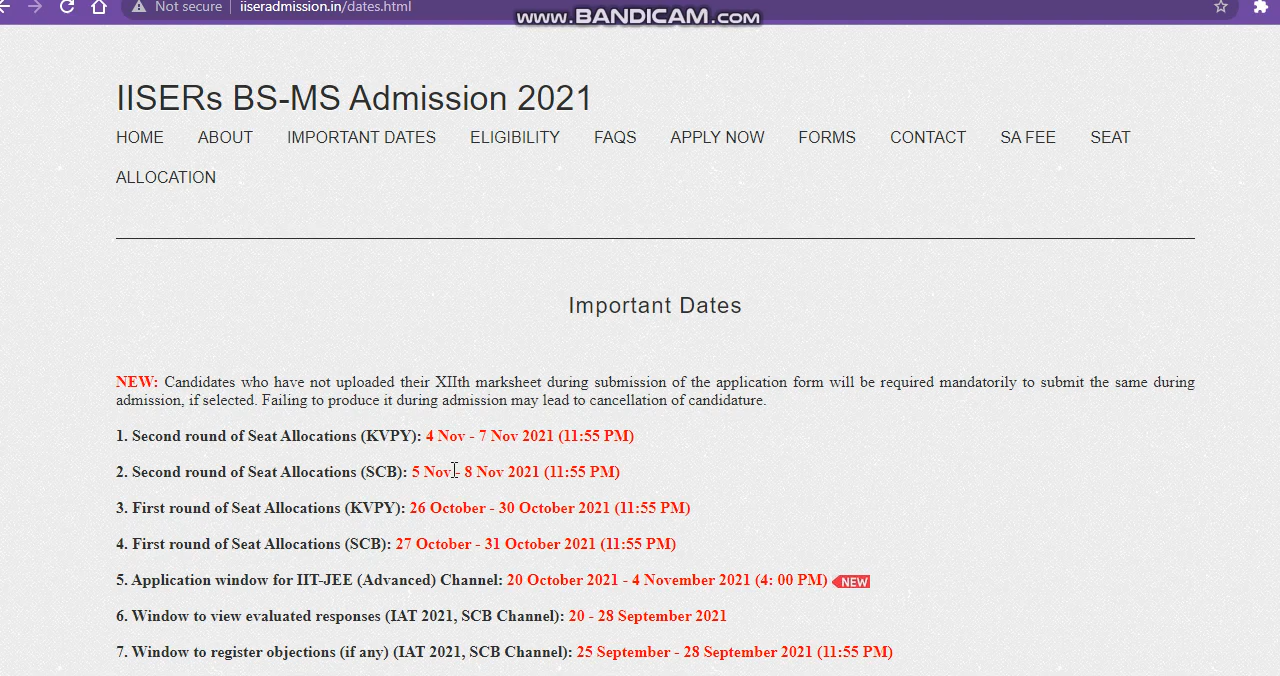 Not secure | iiseradmission.in/dates.html
www.BANDICAM.com
IISERs BS-MS Admission 2021
HOME ABOUT IMPORTANT DATES ELIGIBILITY FAQS APPLY NOW FORMS CONTACT SA FEE SEAT
ALLOCATION
Important Dates
NEW: Candidates who have not uploaded their XIIth marksheet during submission of the application form will be required mandatorily to submit the same during
admission, if selected. Failing to produce it during admission may lead to cancellation of candidature.
1. Second round of Seat Allocations (KVPY): 4 Nov - 7 Nov 2021 (11:55 PM)
2. Second round of Seat Allocations (SCB): 5 Nov - 8 Nov 2021 (11:55 PM)
3. First round of Seat Allocations (KVPY): 26 October - 30 October 2021 (11:55 PM)
4. First round of Seat Allocations (SCB): 27 October - 31 October 2021 (11:55 PM)
5. Application window for IIT-JEE (Advanced) Channel: 20 October 2021 - 4 November 2021 (4: 00 PM) NEW
6. Window to view evaluated responses (IAT 2021, SCB Channel): 20 - 28 September 2021
7. Window to register objections (if any) (IAT 2021, SCB Channel): 25 September - 28 September 2021 (11:55 PM)